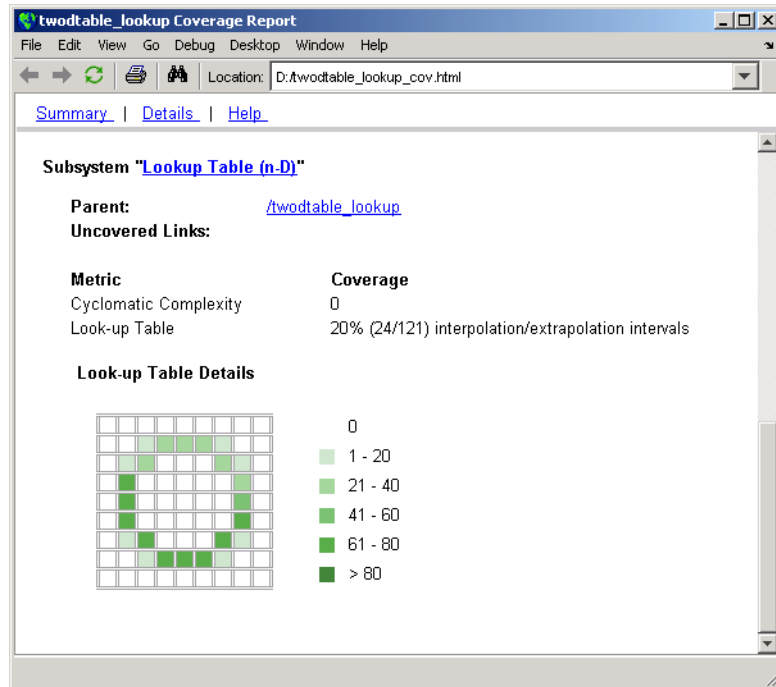 twodtable_lookup Coverage Report
File Edit View Go Debug Desktop Window Help
Location: D:/twodtable_lookup_cov.html
Summary | Details | Help
Subsystem "Lookup Table (n-D)"
Parent: /twodtable_lookup
Uncovered Links:
Metric Coverage
Cyclomatic Complexity 0
Look-up Table 20% (24/121) interpolation/extrapolation intervals
Look-up Table Details
0
1 - 20
21 - 40
41 - 60
61 - 80
> 80